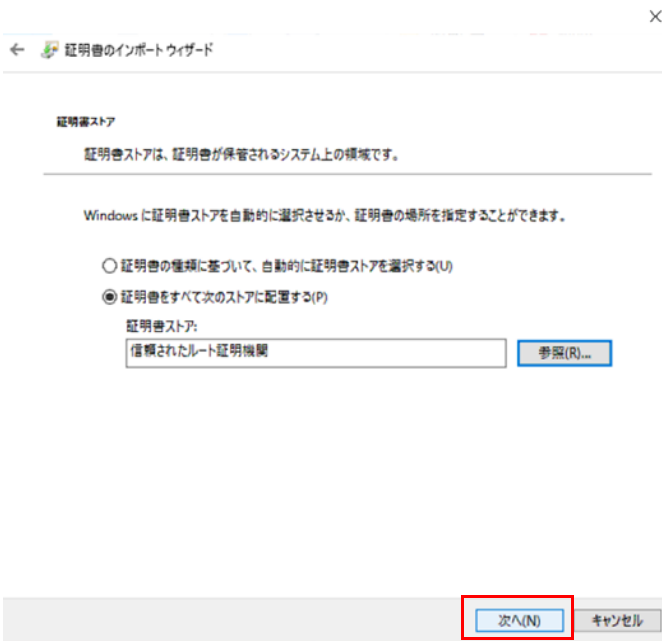 証明書のインポート ウィザード
証明書ストア
証明書ストアは、証明書が保管されるシステム上の領域です。
Windows に証明書ストアを自動的に選択させるか、証明書の場所を指定することができます。
証明書の種類に基づいて、自動的に証明書ストアを選択する(U)
証明書をすべて次のストアに配置する(P)
証明書ストア:
信頼されたルート証明機関
参照(R)...
次へ(N)
キャンセル